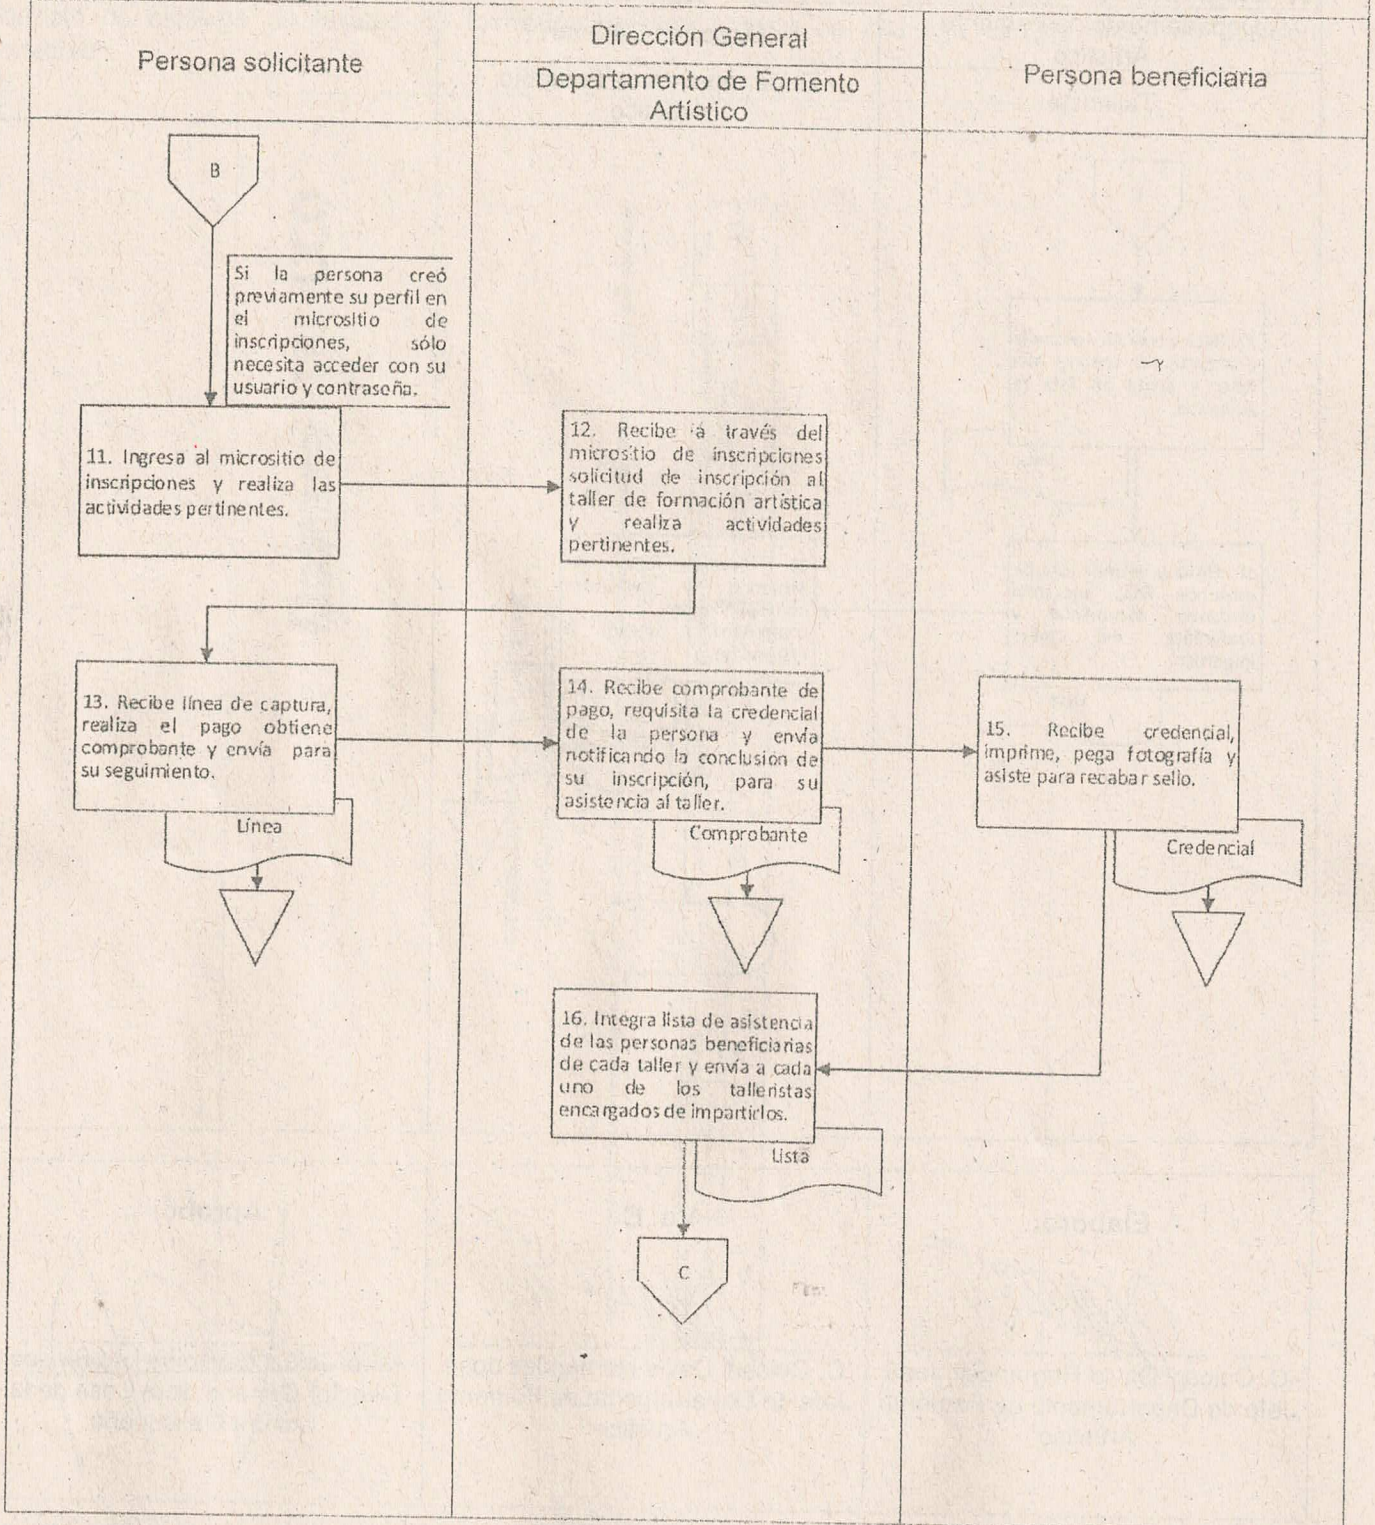 Persona solicitante
Dirección General
Departamento de Fomento
Artístico
Persona beneficiaria
B
Si la persona creó
previamente su perfil en
el micrositio de
inscripciones, sólo
necesita acceder con su
usuario y contraseña.
11. Ingresa al micrositio de
inscripciones y realiza las
actividades pertinentes.
12. Recibe a través del
micrositio de inscripciones
solicitud de inscripción al
taller de formación artística
y realiza actividades
pertinentes.
13. Recibe línea de captura,
realiza el pago obtiene
comprobante y envía para
su seguimiento.
Línea
14. Recibe comprobante de
pago, requisita la credencial
de la persona y envía
notificando la conclusión de
su inscripción, para su
asistencia al taller.
Comprobante
15. Recibe credencial,
imprime, pega fotografía y
asiste para recabar sello.
Credencial
16. Integra lista de asistencia
de las personas beneficiarias
de cada taller y envía a cada
uno de los talleristas
encargados de impartirlos.
Lista
C